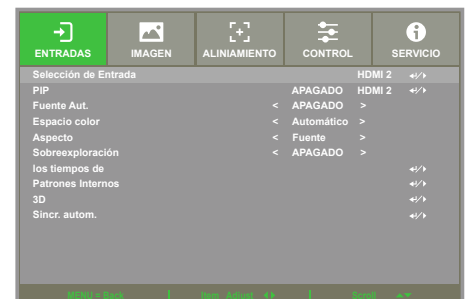 ENTRADAS IMAGEN ALINIAMIENTO CONTROL SERVICIO
Selección de Entrada HDMI 2
PIP APAGADO HDMI 2
Fuente Aut. < APAGADO >
Espacio color < Automático >
Aspecto < Fuente >
Sobreexploración < APAGADO >
los tiempos de
Patrones Internos
3D
Sincr. autom.
MENU = Back | Item Adjust | Scroll